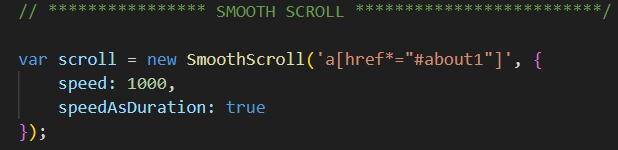 // **************** SMOOTH SCROLL *************************/
var scroll = new SmoothScroll('a[href*="#about1"]', {
speed: 1000,
speedAsDuration: true
});